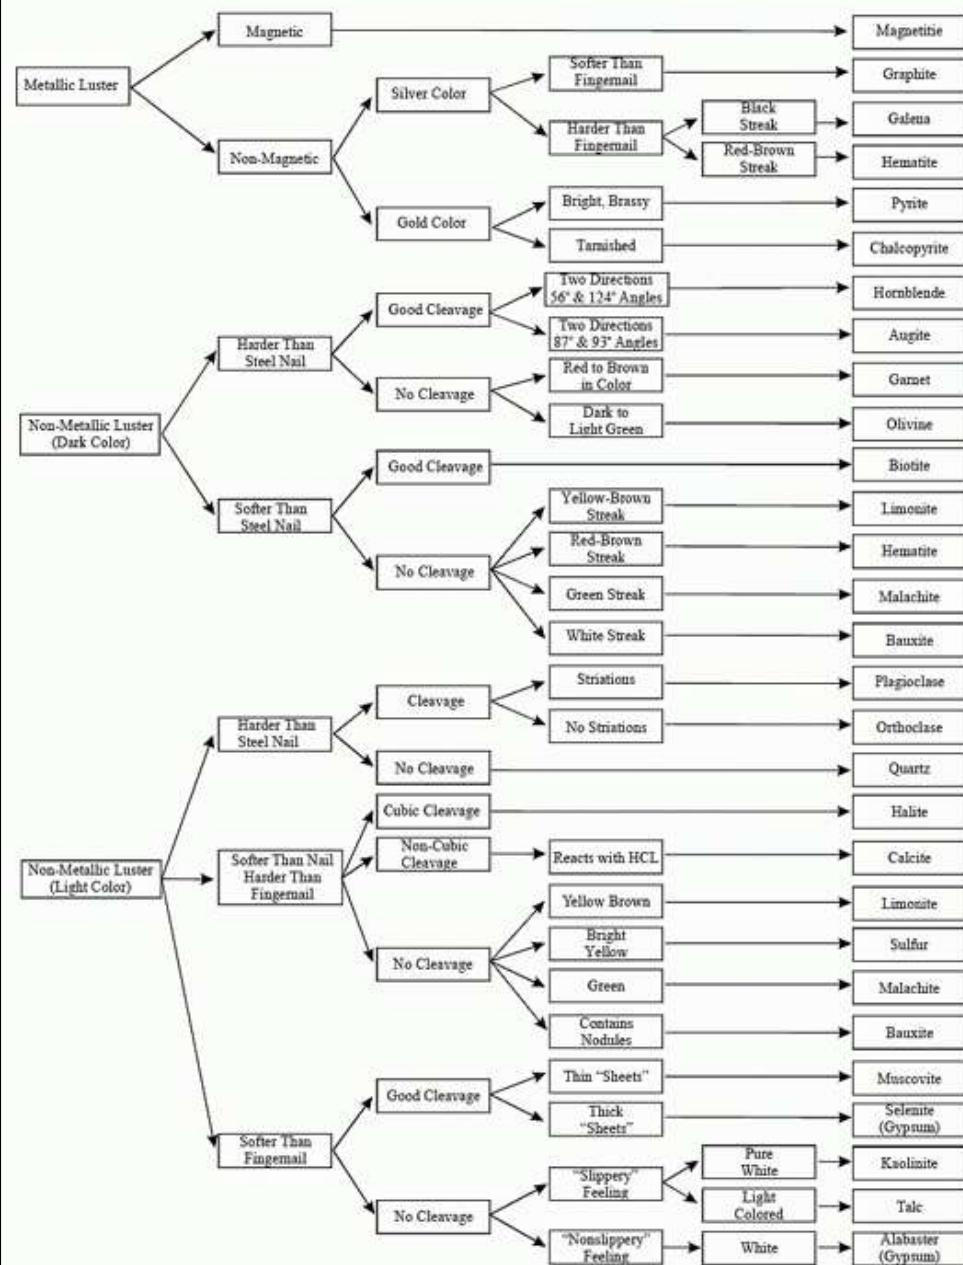 Metallic Luster
Magnetic
Magnetitie
Non-Magnetic
Silver Color
Softer Than
Fingernail
Graphite
Harder Than
Fingernail
Black
Streak
Galena
Red-Brown
Streak
Hematite
Gold Color
Bright, Brassy
Pyrite
Tarnished
Chalcopyrite
Non-Metallic Luster
(Dark Color)
Harder Than
Steel Nail
Good Cleavage
Two Directions
56° & 124° Angles
Hornblende
Two Directions
87° & 93° Angles
Augite
No Cleavage
Red to Brown
in Color
Garnet
Dark to
Light Green
Olivine
Softer Than
Steel Nail
Good Cleavage
Biotite
No Cleavage
Yellow-Brown
Streak
Limonite
Red-Brown
Streak
Hematite
Green Streak
Malachite
White Streak
Bauxite
Non-Metallic Luster
(Light Color)
Harder Than
Steel Nail
Cleavage
Striations
Plagioclase
No Striations
Orthoclase
No Cleavage
Quartz
Softer Than Nail
Harder Than
Fingernail
Cubic Cleavage
Halite
Non-Cubic
Cleavage
Reacts with HCL
Calcite
No Cleavage
Yellow Brown
Limonite
Bright
Yellow
Sulfur
Green
Malachite
Contains
Nodules
Bauxite
Softer Than
Fingernail
Good Cleavage
Thin “Sheets”
Muscovite
Thick
“Sheets”
Selenite
(Gypsum)
No Cleavage
“Slippery”
Feeling
Pure
White
Kaolinite
Light
Colored
Talc
“Nonslippery”
Feeling
White
Alabaster
(Gypsum)